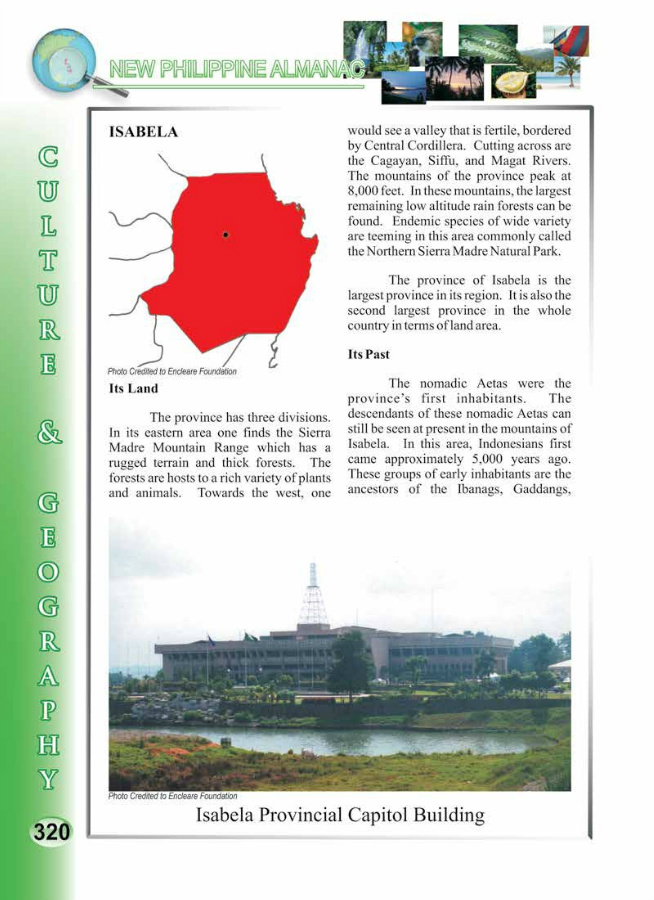 NEW PHILIPPINE ALMANAC
CULTURE & GEOGRAPHY
ISABELA
Photo Credited to Encleare Foundation
Its Land
The province has three divisions.
In its eastern area one finds the Sierra
Madre Mountain Range which has a
rugged terrain and thick forests. The
forests are hosts to a rich variety of plants
and animals. Towards the west, one
would see a valley that is fertile, bordered
by Central Cordillera. Cutting across are
the Cagayan, Siffu, and Magat Rivers.
The mountains of the province peak at
8,000 feet. In these mountains, the largest
remaining low altitude rain forests can be
found. Endemic species of wide variety
are teeming in this area commonly called
the Northern Sierra Madre Natural Park.
The province of Isabela is the
largest province in its region. It is also the
second largest province in the whole
country in terms of land area.
Its Past
The nomadic Aetas were the
province's first inhabitants. The
descendants of these nomadic Aetas can
still be seen at present in the mountains of
Isabela. In this area, Indonesians first
came approximately 5,000 years ago.
These groups of early inhabitants are the
ancestors of the Ibanags, Gaddangs,
Photo Credited to Encleare Foundation
Isabela Provincial Capitol Building
320